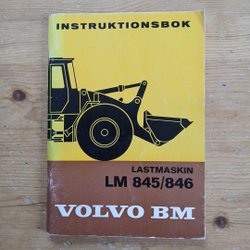 INSTRUKTIONSBOK
LASTMASKIN
LM 845/846
VOLVO BM